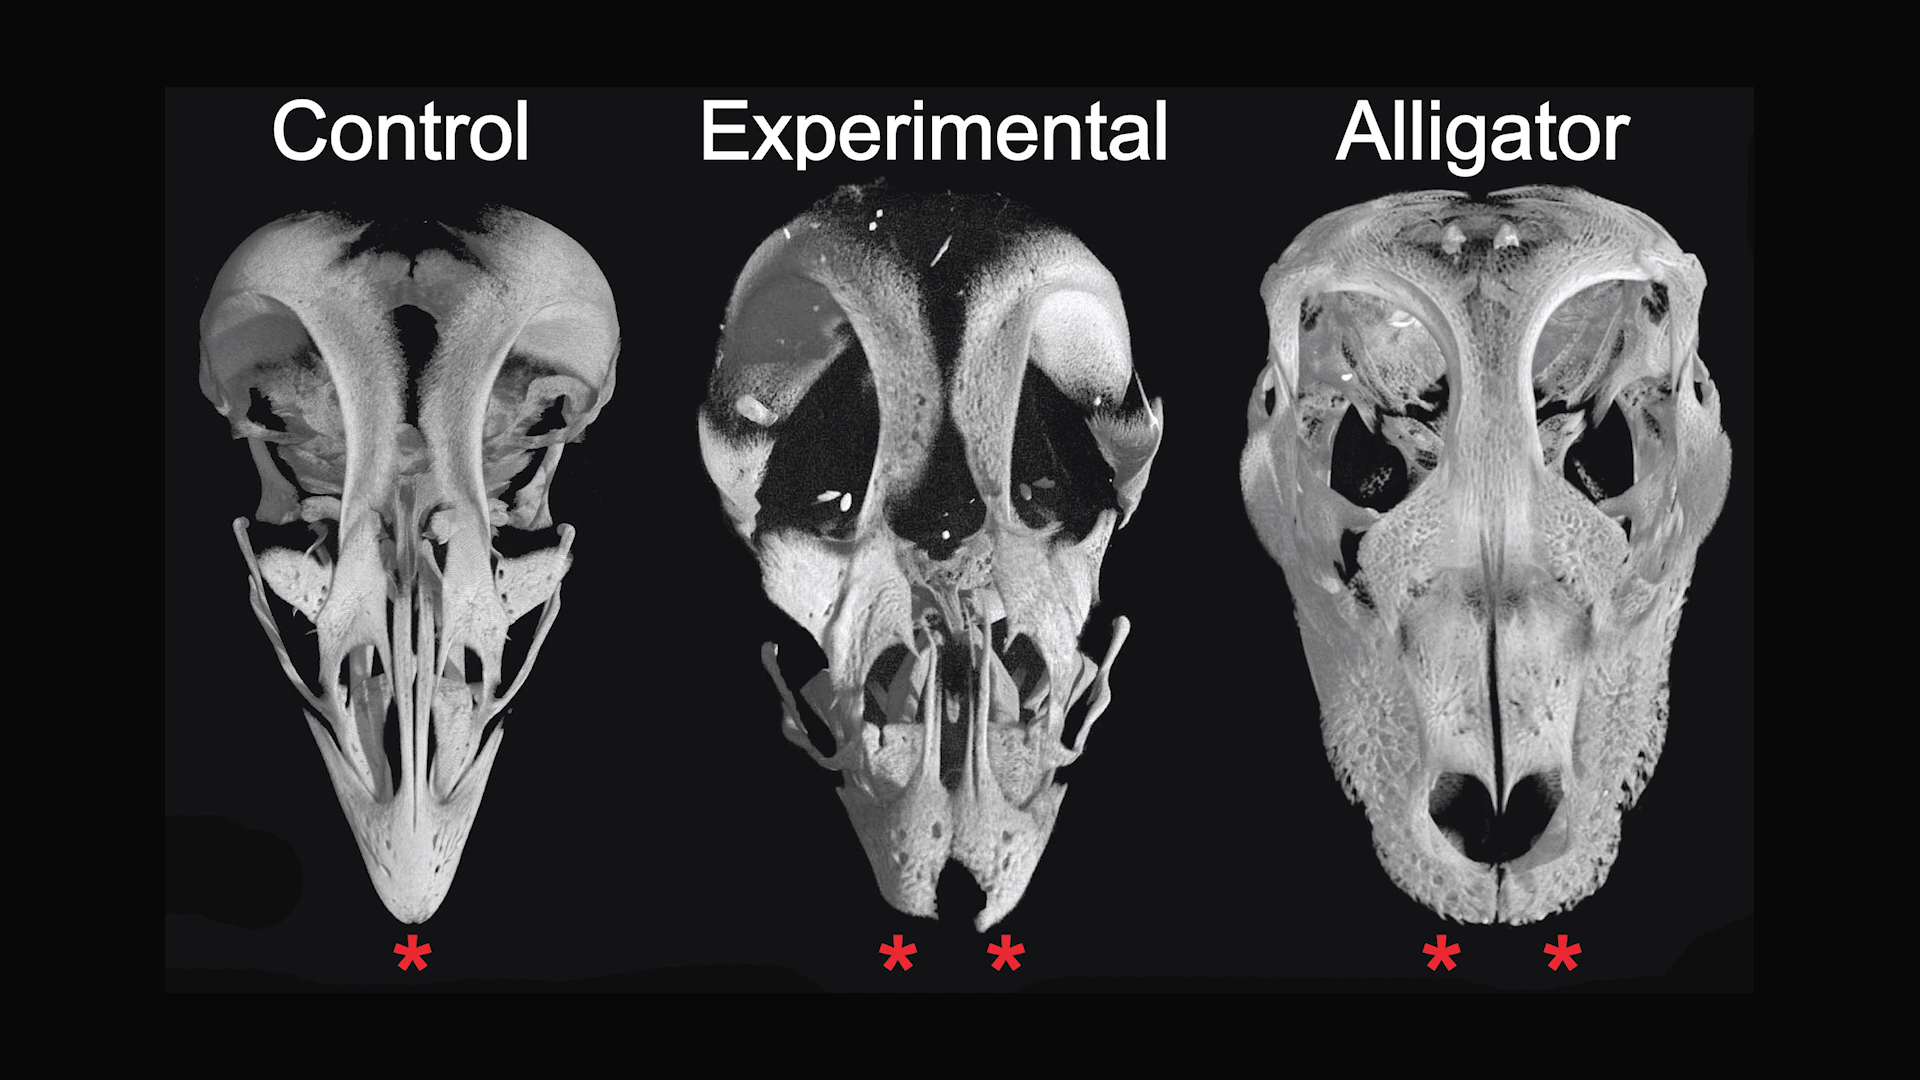 Control Experimental Alligator
* * * * *